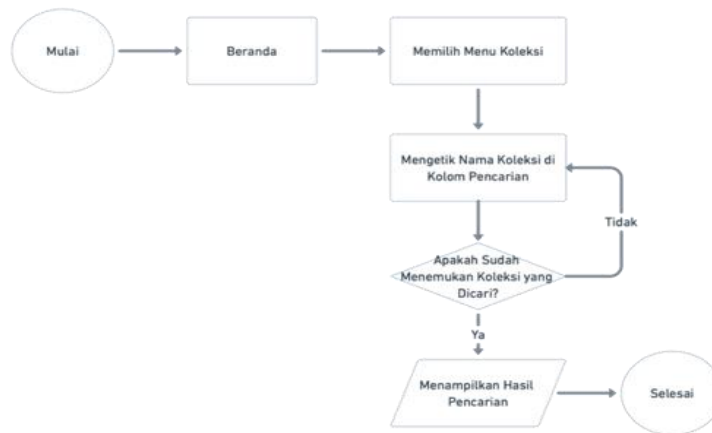 Mulai
Beranda
Memilih Menu Koleksi
Mengetik Nama Koleksi di
Kolom Pencarian
Tidak
Apakah Sudah
Menemukan Koleksi yang
Dicari?
Ya
Menampilkan Hasil
Pencarian
Selesai